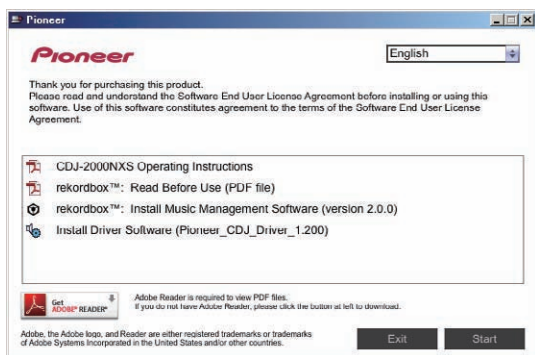 Pioneer
Pioneer
English
Thank you for purchasing this product.
Please read and understand the Software End User License Agreement before installing or using this
software. Use of this software constitutes agreement to the terms of the Software End User License
Agreement.
CDJ-2000NXS Operating Instructions
rekordbox™: Read Before Use (PDF file)
rekordbox™: Install Music Management Software (version 2.0.0)
Install Driver Software (Pioneer_CDJ_Driver_1.200)
Get
ADOBE® READER®
Adobe Reader is required to view PDF files.
If you do not have Adobe Reader, please click the button at left to download.
Adobe, the Adobe logo, and Reader are either registered trademarks or trademarks
of Adobe Systems Incorporated in the United States and/or other countries.
Exit
Start